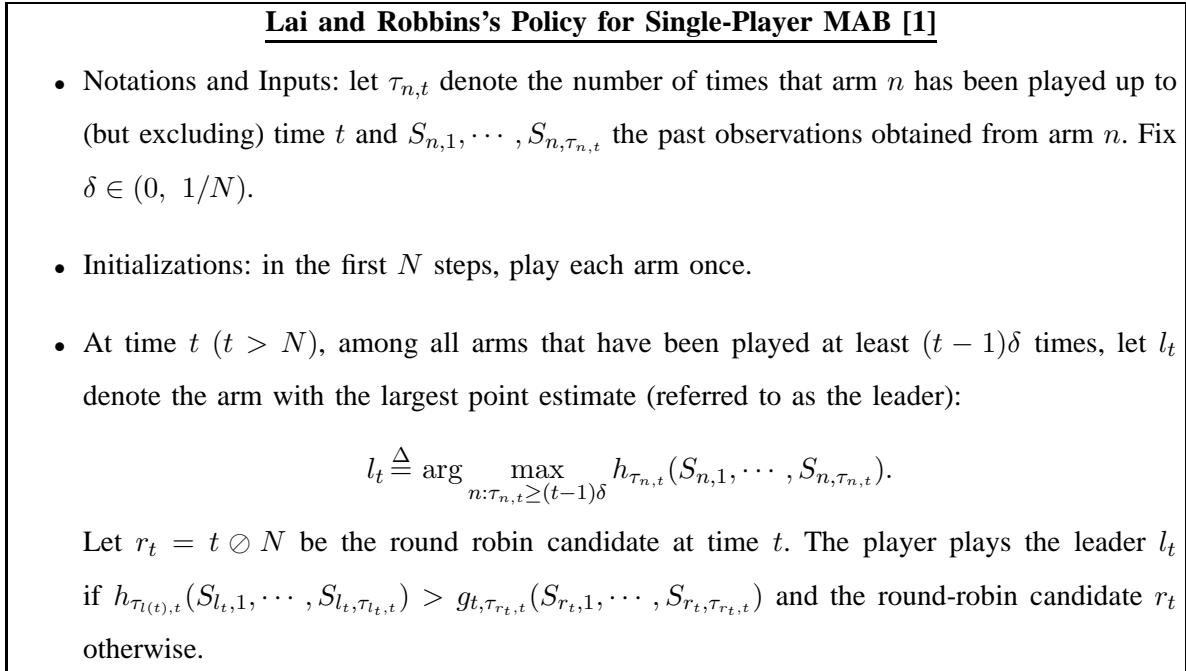 Lai and Robbins's Policy for Single-Player MAB [1]
• Notations and Inputs: let τ_{n,t} denote the number of times that arm n has been played up to
(but excluding) time t and S_{n,1}, ⋯ , S_{n,τ_{n,t}} the past observations obtained from arm n. Fix
δ ∈ (0, 1/N).
• Initializations: in the first N steps, play each arm once.
• At time t (t > N), among all arms that have been played at least (t − 1)δ times, let l_t
denote the arm with the largest point estimate (referred to as the leader):
l_t ≜ arg max_{n:τ_{n,t}≥(t−1)δ} h_{τ_{n,t}}(S_{n,1}, ⋯ , S_{n,τ_{n,t}}).
Let r_t = t ⊘ N be the round robin candidate at time t. The player plays the leader l_t
if h_{τ_{l(t),t}}(S_{l_t,1}, ⋯ , S_{l_t,τ_{l_t,t}}) > g_{t,τ_{r_t,t}}(S_{r_t,1}, ⋯ , S_{r_t,τ_{r_t,t}}) and the round-robin candidate r_t
otherwise.